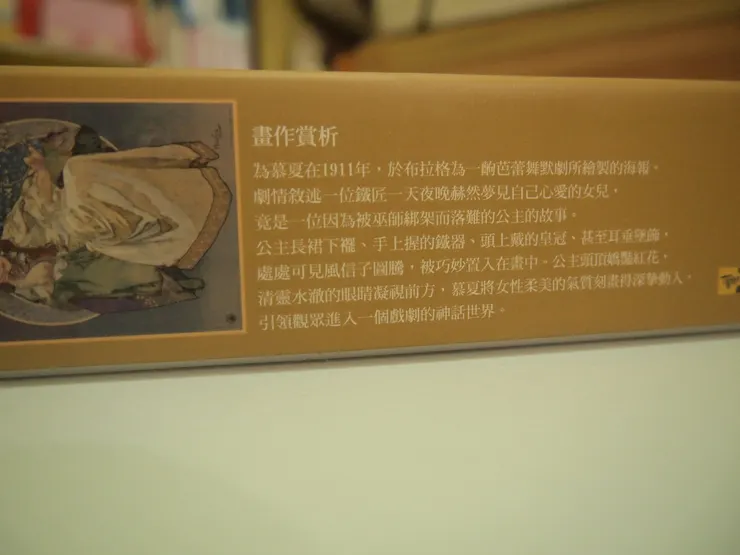 畫作賞析
為慕夏在1911年，於布拉格為一齣芭蕾舞默劇所繪製的海報。
劇情敘述一位鐵匠一天夜晚赫然夢見自己心愛的女兒，
竟是一位因為被巫師綁架而落難的公主的故事。
公主長裙下襬、手上握的鐵器、頭上戴的皇冠、甚至耳垂墜飾，
處處可見風信子圖騰，被巧妙置入在畫中。公主頭頂嬌豔紅花，
清靈水澈的眼睛凝視前方，慕夏將女性柔美的氣質刻畫得深摯動人，
引領觀眾進入一個戲劇的神話世界。